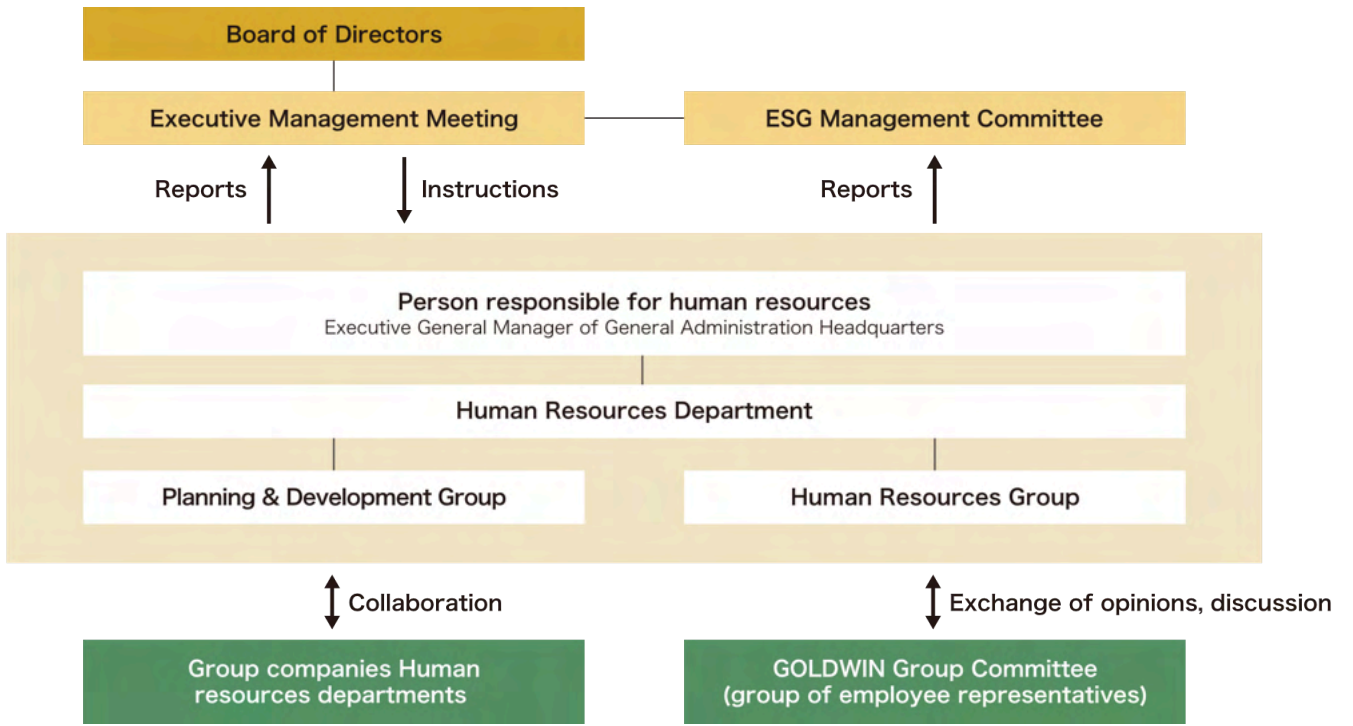 Board of Directors
Executive Management Meeting
ESG Management Committee
Reports
Instructions
Reports
Person responsible for human resources
Executive General Manager of General Administration Headquarters
Human Resources Department
Planning & Development Group
Human Resources Group
Collaboration
Exchange of opinions, discussion
Group companies Human
resources departments
GOLDWIN Group Committee
(group of employee representatives)